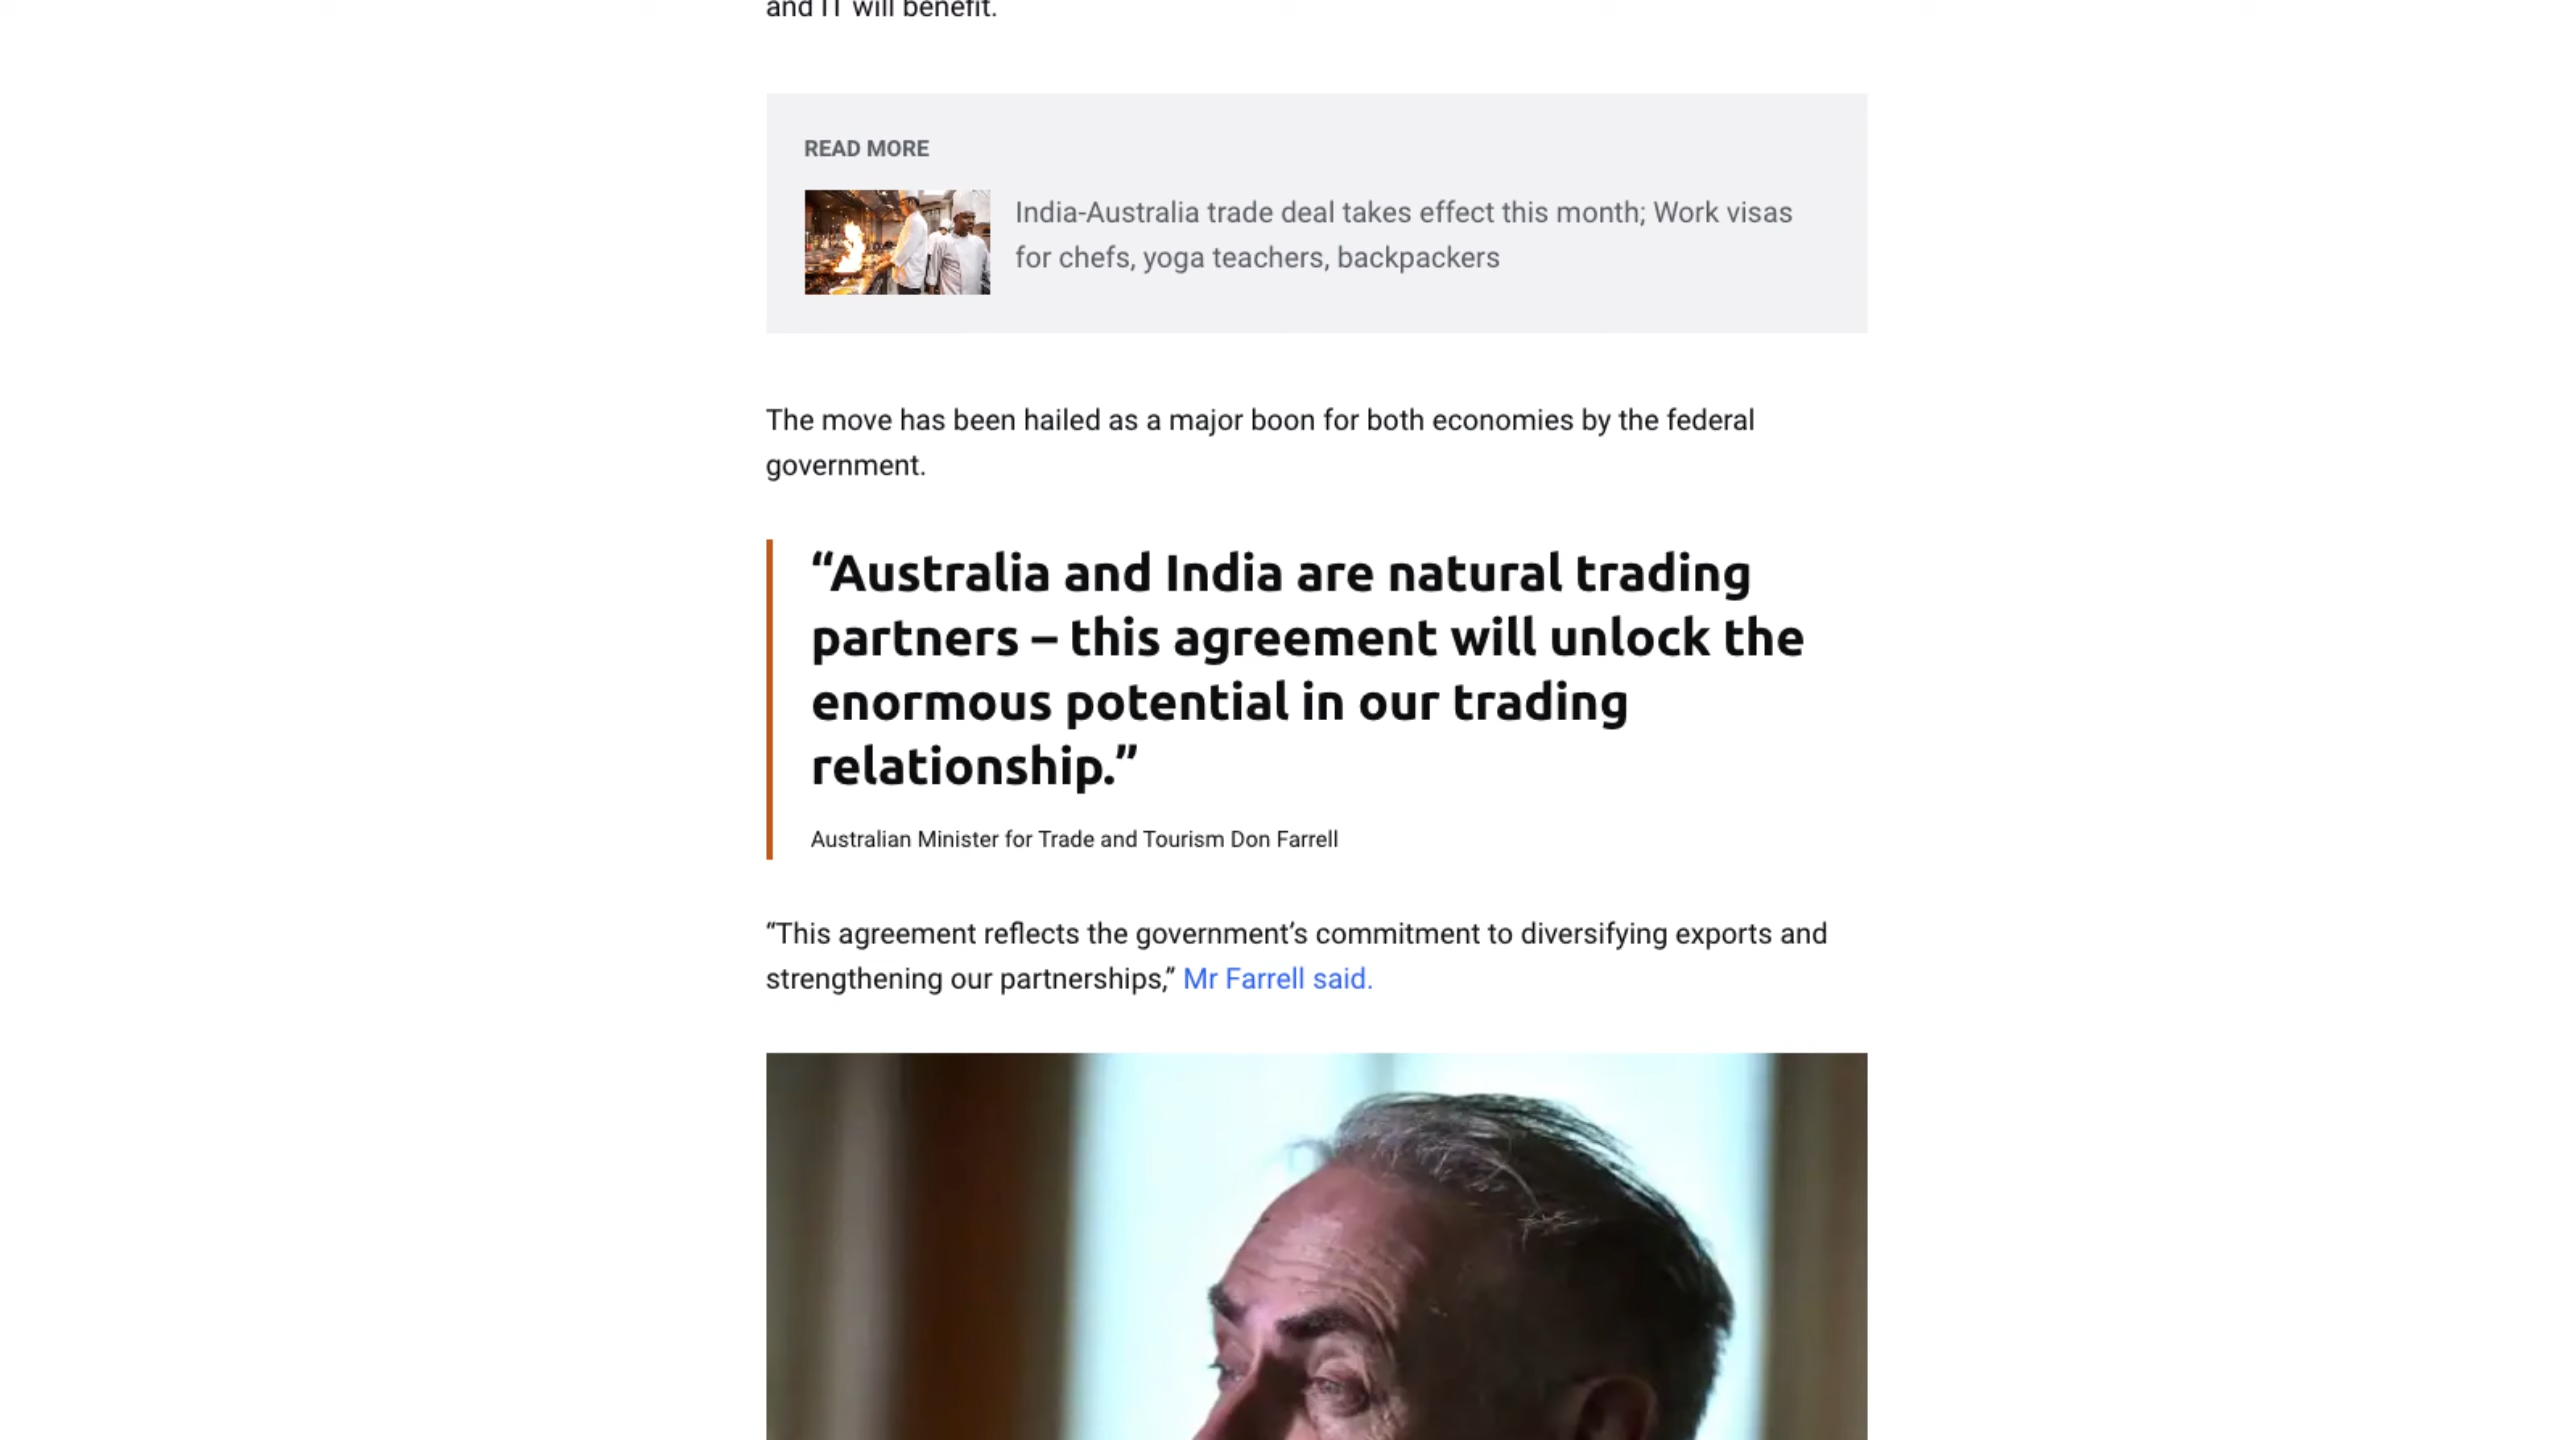 and IT will benefit.
READ MORE
India-Australia trade deal takes effect this month; Work visas
for chefs, yoga teachers, backpackers
The move has been hailed as a major boon for both economies by the federal
government.
“Australia and India are natural trading
partners – this agreement will unlock the
enormous potential in our trading
relationship.”
Australian Minister for Trade and Tourism Don Farrell
“This agreement reflects the government’s commitment to diversifying exports and
strengthening our partnerships,” Mr Farrell said.